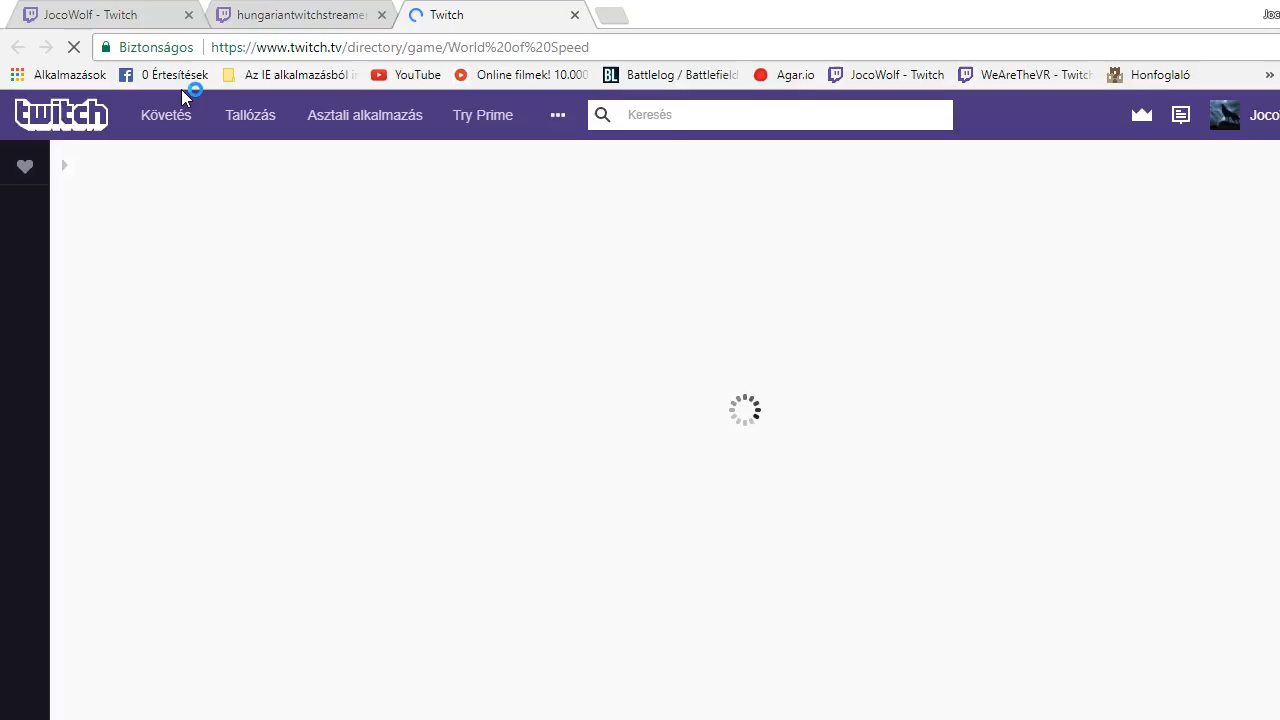 JocoWolf - Twitch hungariantwitchstreamer Twitch
Biztonságos https://www.twitch.tv/directory/game/World%20of%20Speed
Alkalmazások 0 Értesítések Az IE alkalmazásból in YouTube Online filmek! 10.000 Battlelog / Battlefield Agar.io JocoWolf - Twitch WeAreTheVR - Twitch Honfoglaló »
twitch Követés Tallózás Asztali alkalmazás Try Prime ••• Keresés